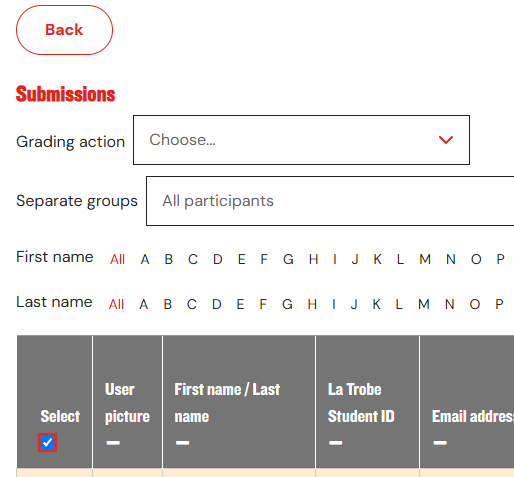 Back
Submissions
Grading action Choose...
Separate groups All participants
First name All A B C D E F G H I J K L M N O P
Last name All A B C D E F G H I J K L M N O P
Select
User picture
First name / Last name
La Trobe Student ID
Email address